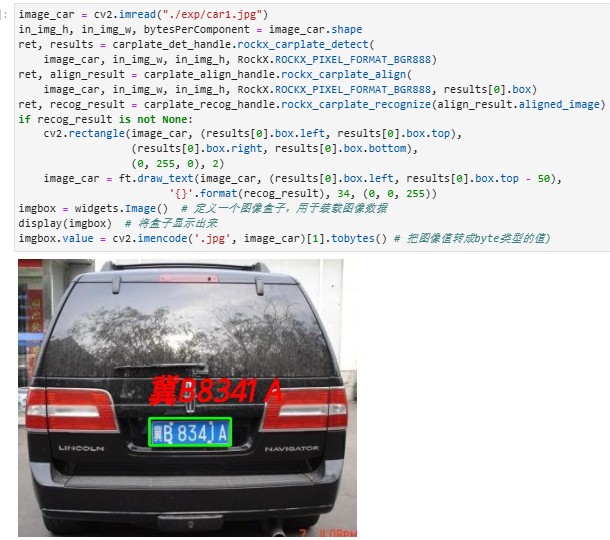 ]:
image_car = cv2.imread("./exp/car1.jpg")
in_img_h, in_img_w, bytesPerComponent = image_car.shape
ret, results = carplate_det_handle.rockx_carplate_detect(
    image_car, in_img_w, in_img_h, RockX.ROCKX_PIXEL_FORMAT_BGR888)
ret, align_result = carplate_align_handle.rockx_carplate_align(
    image_car, in_img_w, in_img_h, RockX.ROCKX_PIXEL_FORMAT_BGR888, results[0].box)
ret, recog_result = carplate_recog_handle.rockx_carplate_recognize(align_result.aligned_image)
if recog_result is not None:
    cv2.rectangle(image_car, (results[0].box.left, results[0].box.top),
                  (results[0].box.right, results[0].box.bottom),
                  (0, 255, 0), 2)
    image_car = ft.draw_text(image_car, (results[0].box.left, results[0].box.top - 50),
                        '{}'.format(recog_result), 34, (0, 0, 255))
imgbox = widgets.Image()  # 定义一个图像盒子，用于装载图像数据
display(imgbox)  # 将盒子显示出来
imgbox.value = cv2.imencode('.jpg', image_car)[1].tobytes() # 把图像值转成byte类型的值)
冀B8341A
冀B 8341A
LINCOLN
NAVIGATOR